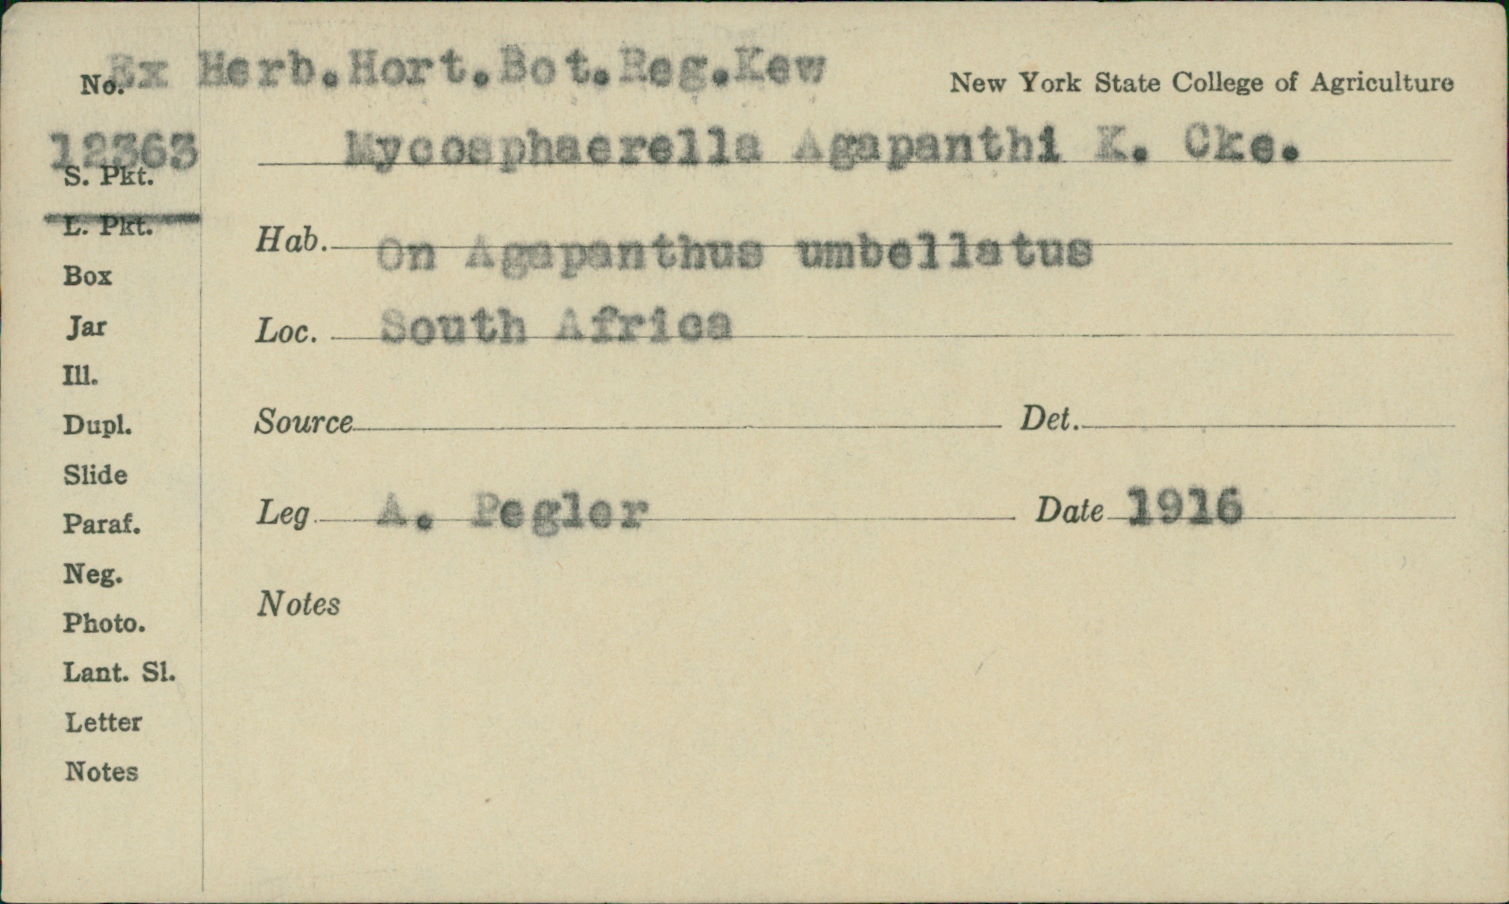 No. Ex Herb.Hort.Bot.Reg.Kew
New York State College of Agriculture
12363
Mycosphaerella Agapanthi K. Cke.
S. Pkt.
L. Pkt.
Hab. On Agapanthus umbellatus
Box
Loc. South Africa
Jar
Ill.
Dupl.
Source Det.
Slide
Leg A. Pegler Date 1916
Paraf.
Neg.
Notes
Photo.
Lant. Sl.
Letter
Notes